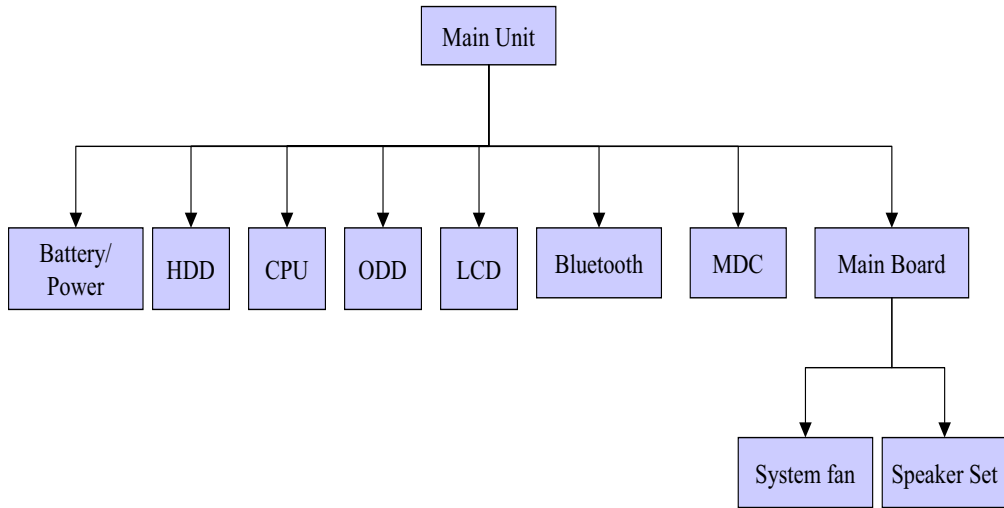 Main Unit
Battery/
Power
HDD
CPU
ODD
LCD
Bluetooth
MDC
Main Board
System fan
Speaker Set